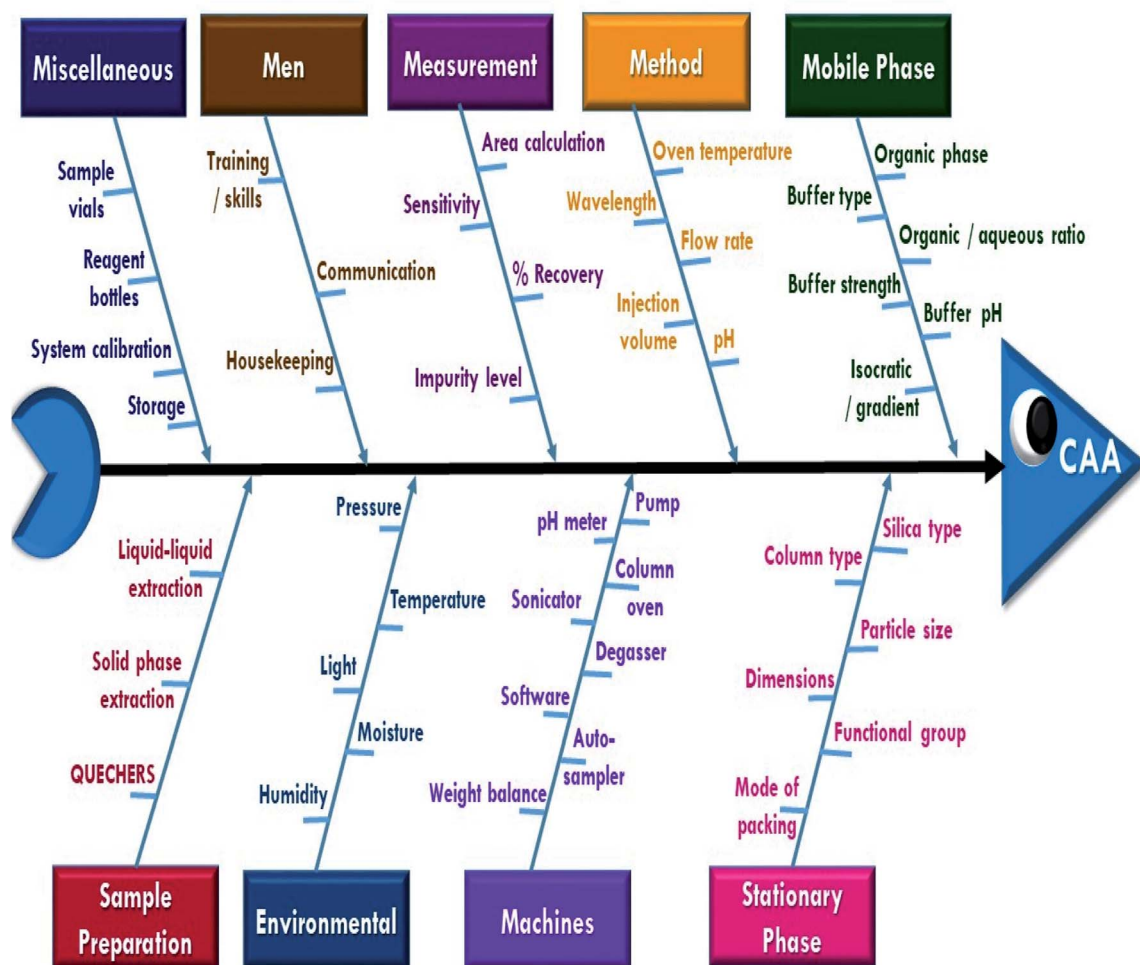 Miscellaneous
Men
Measurement
Method
Mobile Phase
Sample
vials
Reagent
bottles
System calibration
Storage
Training
/ skills
Communication
Housekeeping
Area calculation
Sensitivity
% Recovery
Impurity level
Oven temperature
Wavelength
Flow rate
Injection
volume
pH
Organic phase
Buffer type
Organic / aqueous ratio
Buffer strength
Buffer pH
Isocratic
/ gradient
CAA
Liquid-liquid
extraction
Solid phase
extraction
QUECHERS
Pressure
Temperature
Light
Moisture
Humidity
Pump
pH meter
Column
oven
Sonicator
Degasser
Software
Auto-
sampler
Weight balance
Silica type
Column type
Particle size
Dimensions
Functional group
Mode of
packing
Sample
Preparation
Environmental
Machines
Stationary
Phase